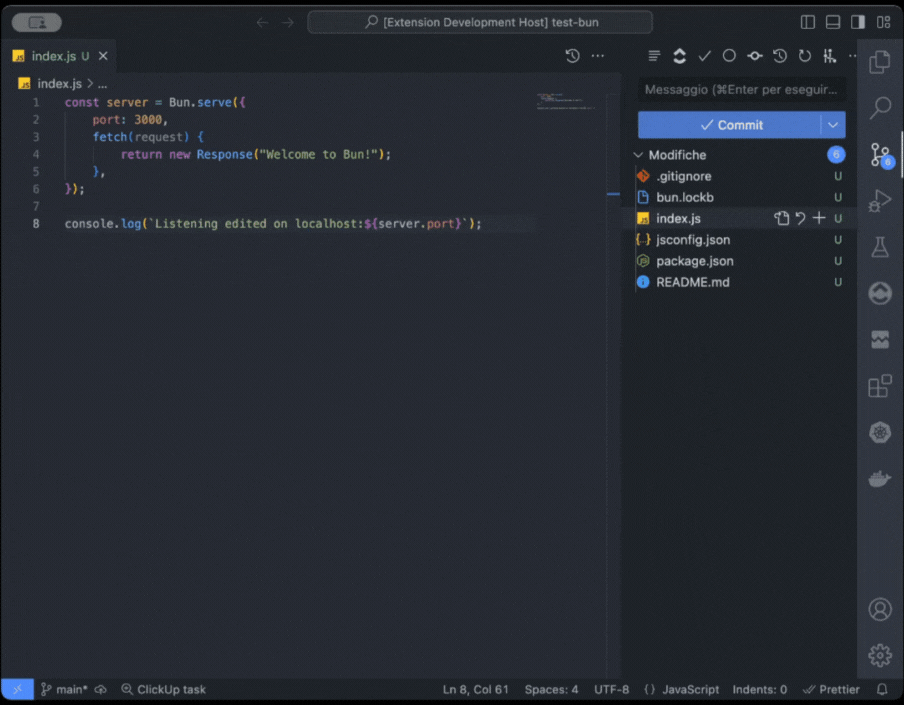 [Extension Development Host] test-bun
index.js U
index.js > ...
1 const server = Bun.serve({
2 port: 3000,
3 fetch(request) {
4 return new Response("Welcome to Bun!");
5 },
6 });
7
8 console.log(`Listening edited on localhost:${server.port}`);
Messaggio (⌘Enter per eseguir...
Commit
Modifiche 6
.gitignore U
bun.lockb U
index.js U
jsconfig.json U
package.json U
README.md U
6
main*
ClickUp task
Ln 8, Col 61
Spaces: 4
UTF-8
{} JavaScript
Indents: 0
Prettier